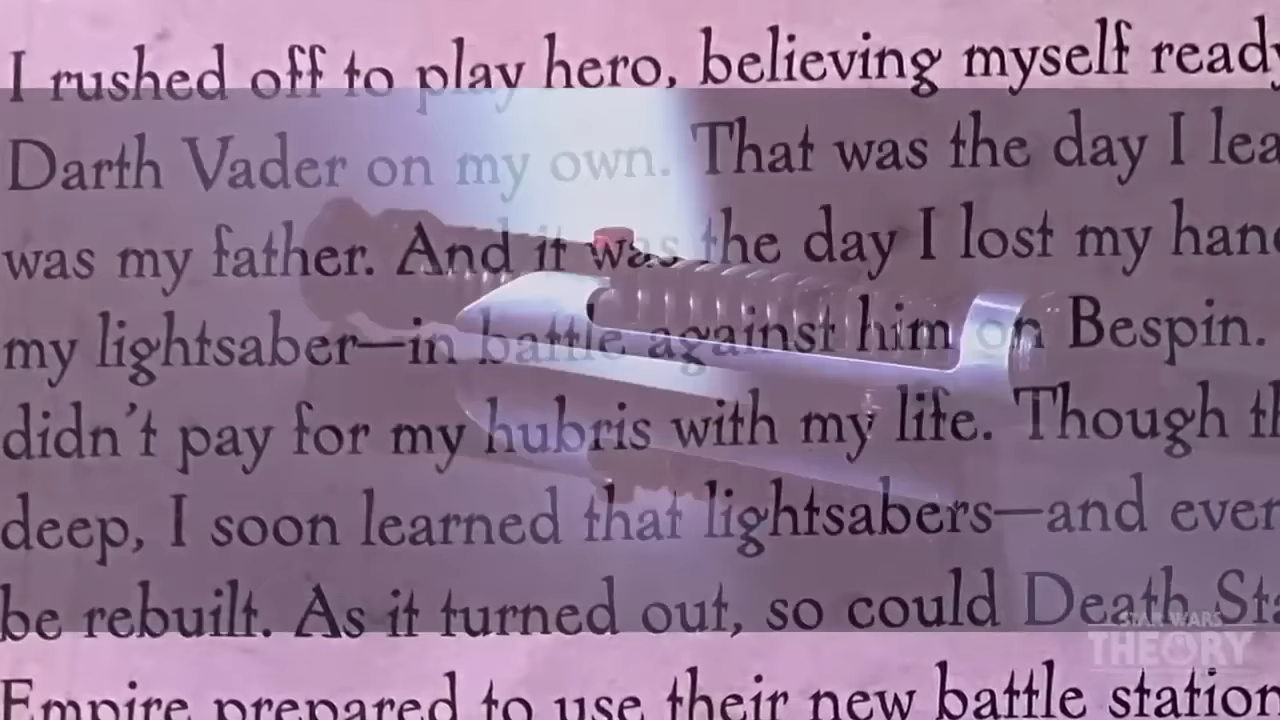 I rushed off to play hero, believing myself ready
Darth Vader on my own. That was the day I lea
was my father. And it was the day I lost my hand
my lightsaber—in battle against him on Bespin.
didn't pay for my hubris with my life. Though th
deep, I soon learned that lightsabers—and even
be rebuilt. As it turned out, so could Death Sta
Empire prepared to use their new battle station
STAR WARS
THEORY